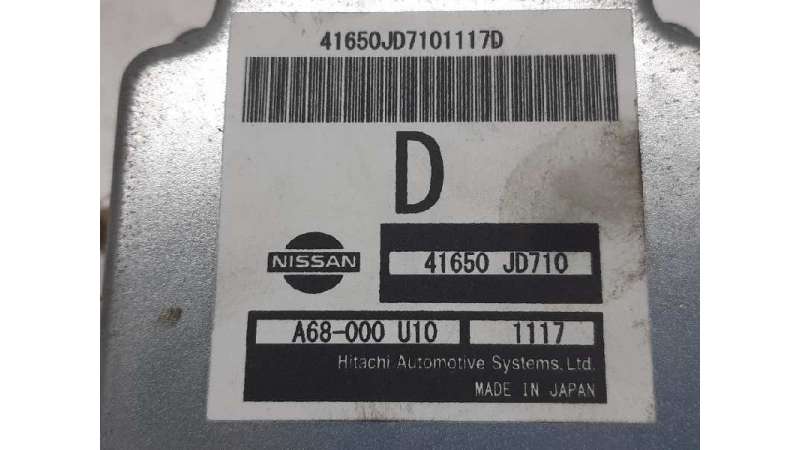 41650JD7101117D
D
NISSAN
41650 JD710
A68-000 U10 1117
Hitachi Automotive Systems, Ltd.
MADE IN JAPAN